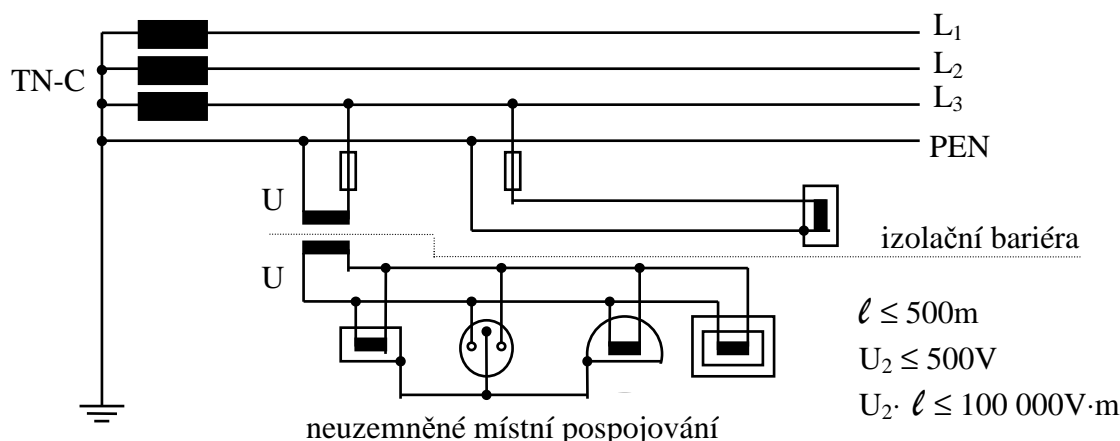 L₁
TN-C
L₂
L₃
PEN
U
izolační bariéra
U
ℓ ≤ 500m
U₂ ≤ 500V
U₂· ℓ ≤ 100 000V·m
neuzemněné místní pospojování